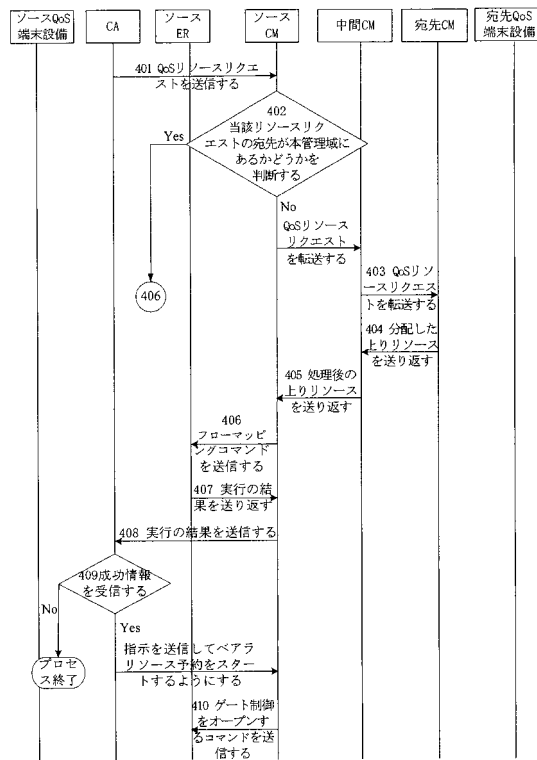 ソースQoS
端末設備
CA
ソース
ER
ソース
CM
中間CM
宛先CM
宛先QoS
端末設備
401 QoSリソースリクエ
ストを送信する
402
当該リソースリク
エストの宛先が本管理域に
あるかどうかを
判断する
Yes
No
QoSリソース
リクエスト
を転送する
406
403 QoSリソ
ースリクエス
トを転送する
404 分配した
上りリソース
を送り返す
405 処理後の
上りリソース
を送り返す
406
フローマッピ
ングコマンド
を送信する
407 実行の結
果を送り返す
408 実行の結果を送信する
409成功情報
を受信する
No
Yes
プロセ
ス終了
指示を送信してベアラ
リソース予約をスター
トするようにする
410 ゲート制御
をオープンす
るコマンドを送
信する